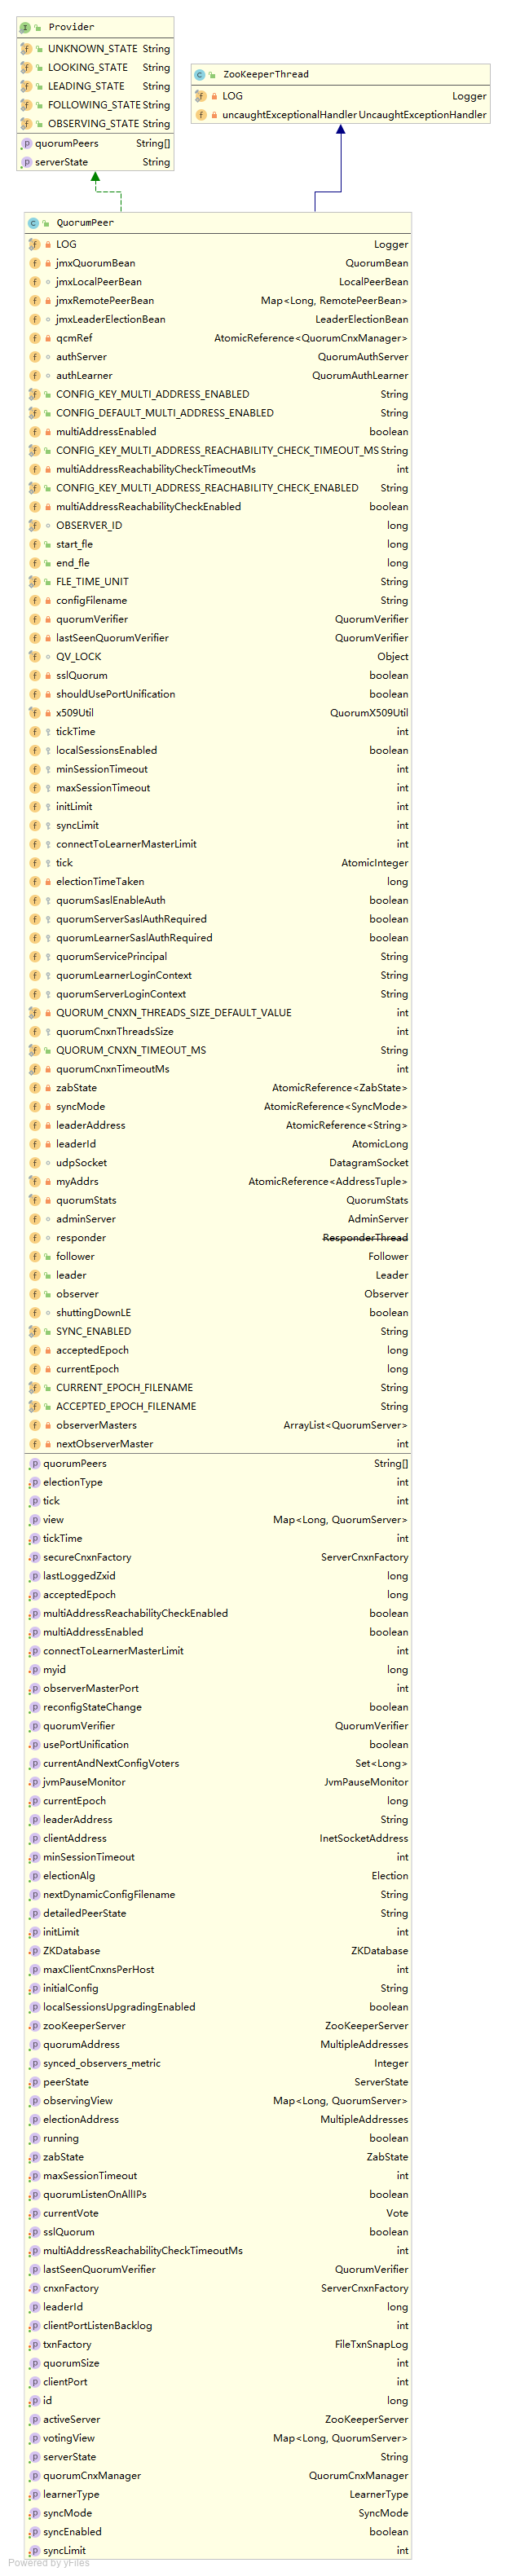 Provider
UNKNOWN_STATE String
LOOKING_STATE String
LEADING_STATE String
FOLLOWING_STATE String
OBSERVING_STATE String
quorumPeers String[]
serverState String
ZooKeeperThread
LOG Logger
uncaughtExceptionalHandler UncaughtExceptionHandler
QuorumPeer
LOG Logger
jmxQuorumBean QuorumBean
jmxLocalPeerBean LocalPeerBean
jmxRemotePeerBean Map<Long, RemotePeerBean>
jmxLeaderElectionBean LeaderElectionBean
qcmRef AtomicReference<QuorumCnxManager>
authServer QuorumAuthServer
authLearner QuorumAuthLearner
CONFIG_KEY_MULTI_ADDRESS_ENABLED String
CONFIG_DEFAULT_MULTI_ADDRESS_ENABLED String
multiAddressEnabled boolean
CONFIG_KEY_MULTI_ADDRESS_REACHABILITY_CHECK_TIMEOUT_MS String
multiAddressReachabilityCheckTimeoutMs int
CONFIG_KEY_MULTI_ADDRESS_REACHABILITY_CHECK_ENABLED String
multiAddressReachabilityCheckEnabled boolean
OBSERVER_ID long
start_fle long
end_fle long
FLE_TIME_UNIT String
configFilename String
quorumVerifier QuorumVerifier
lastSeenQuorumVerifier QuorumVerifier
QV_LOCK Object
sslQuorum boolean
shouldUsePortUnification boolean
x509Util QuorumX509Util
tickTime int
localSessionsEnabled boolean
minSessionTimeout int
maxSessionTimeout int
initLimit int
syncLimit int
connectToLearnerMasterLimit int
tick AtomicInteger
electionTimeTaken long
quorumSaslEnableAuth boolean
quorumServerSaslAuthRequired boolean
quorumLearnerSaslAuthRequired boolean
quorumServicePrincipal String
quorumLearnerLoginContext String
quorumServerLoginContext String
QUORUM_CNXN_THREADS_SIZE_DEFAULT_VALUE int
quorumCnxnThreadsSize int
QUORUM_CNXN_TIMEOUT_MS String
quorumCnxnTimeoutMs int
zabState AtomicReference<ZabState>
syncMode AtomicReference<SyncMode>
leaderAddress AtomicReference<String>
leaderId AtomicLong
udpSocket DatagramSocket
myAddrs AtomicReference<AddressTuple>
quorumStats QuorumStats
adminServer AdminServer
responder ResponderThread
follower Follower
leader Leader
observer Observer
shuttingDownLE boolean
SYNC_ENABLED String
acceptedEpoch long
currentEpoch long
CURRENT_EPOCH_FILENAME String
ACCEPTED_EPOCH_FILENAME String
observerMasters ArrayList<QuorumServer>
nextObserverMaster int
quorumPeers String[]
electionType int
tick int
view Map<Long, QuorumServer>
tickTime int
secureCnxnFactory ServerCnxnFactory
lastLoggedZxid long
acceptedEpoch long
multiAddressReachabilityCheckEnabled boolean
multiAddressEnabled boolean
connectToLearnerMasterLimit int
myid long
observerMasterPort int
reconfigStateChange boolean
quorumVerifier QuorumVerifier
usePortUnification boolean
currentAndNextConfigVoters Set<Long>
jvmPauseMonitor JvmPauseMonitor
currentEpoch long
leaderAddress String
clientAddress InetSocketAddress
minSessionTimeout int
electionAlg Election
nextDynamicConfigFilename String
detailedPeerState String
initLimit int
ZKDatabase ZKDatabase
maxClientCnxnsPerHost int
initialConfig String
localSessionsUpgradingEnabled boolean
zooKeeperServer ZooKeeperServer
quorumAddress MultipleAddresses
synced_observers_metric Integer
peerState ServerState
observingView Map<Long, QuorumServer>
electionAddress MultipleAddresses
running boolean
zabState ZabState
maxSessionTimeout int
quorumListenOnAllIPs boolean
currentVote Vote
sslQuorum boolean
multiAddressReachabilityCheckTimeoutMs int
lastSeenQuorumVerifier QuorumVerifier
cnxnFactory ServerCnxnFactory
leaderId long
clientPortListenBacklog int
txnFactory FileTxnSnapLog
quorumSize int
clientPort int
id long
activeServer ZooKeeperServer
votingView Map<Long, QuorumServer>
serverState String
quorumCnxManager QuorumCnxManager
learnerType LearnerType
syncMode SyncMode
syncEnabled boolean
syncLimit int
Powered by yFiles